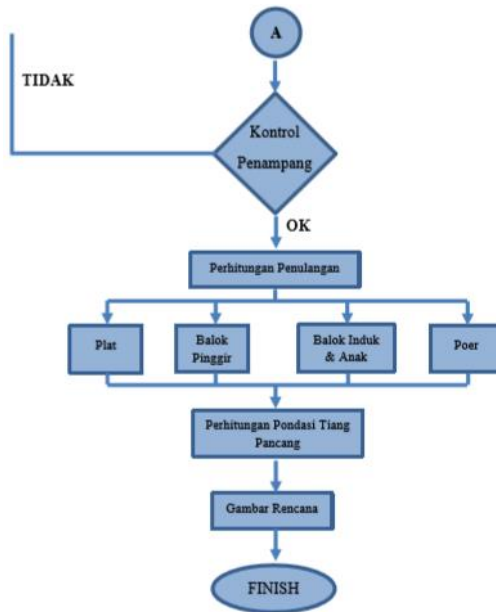 A
TIDAK
Kontrol
Penampang
OK
Perhitungan Penulangan
Plat
Balok
Pinggir
Balok Induk
& Anak
Poer
Perhitungan Pondasi Tiang
Pancang
Gambar Rencana
FINISH